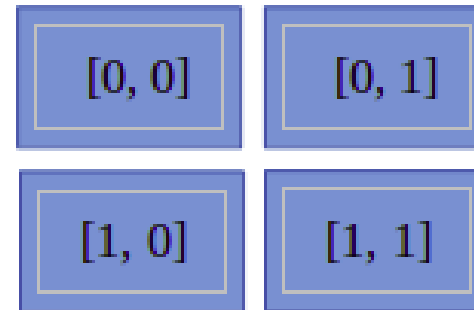 [0, 0] [0, 1]
[1, 0] [1, 1]